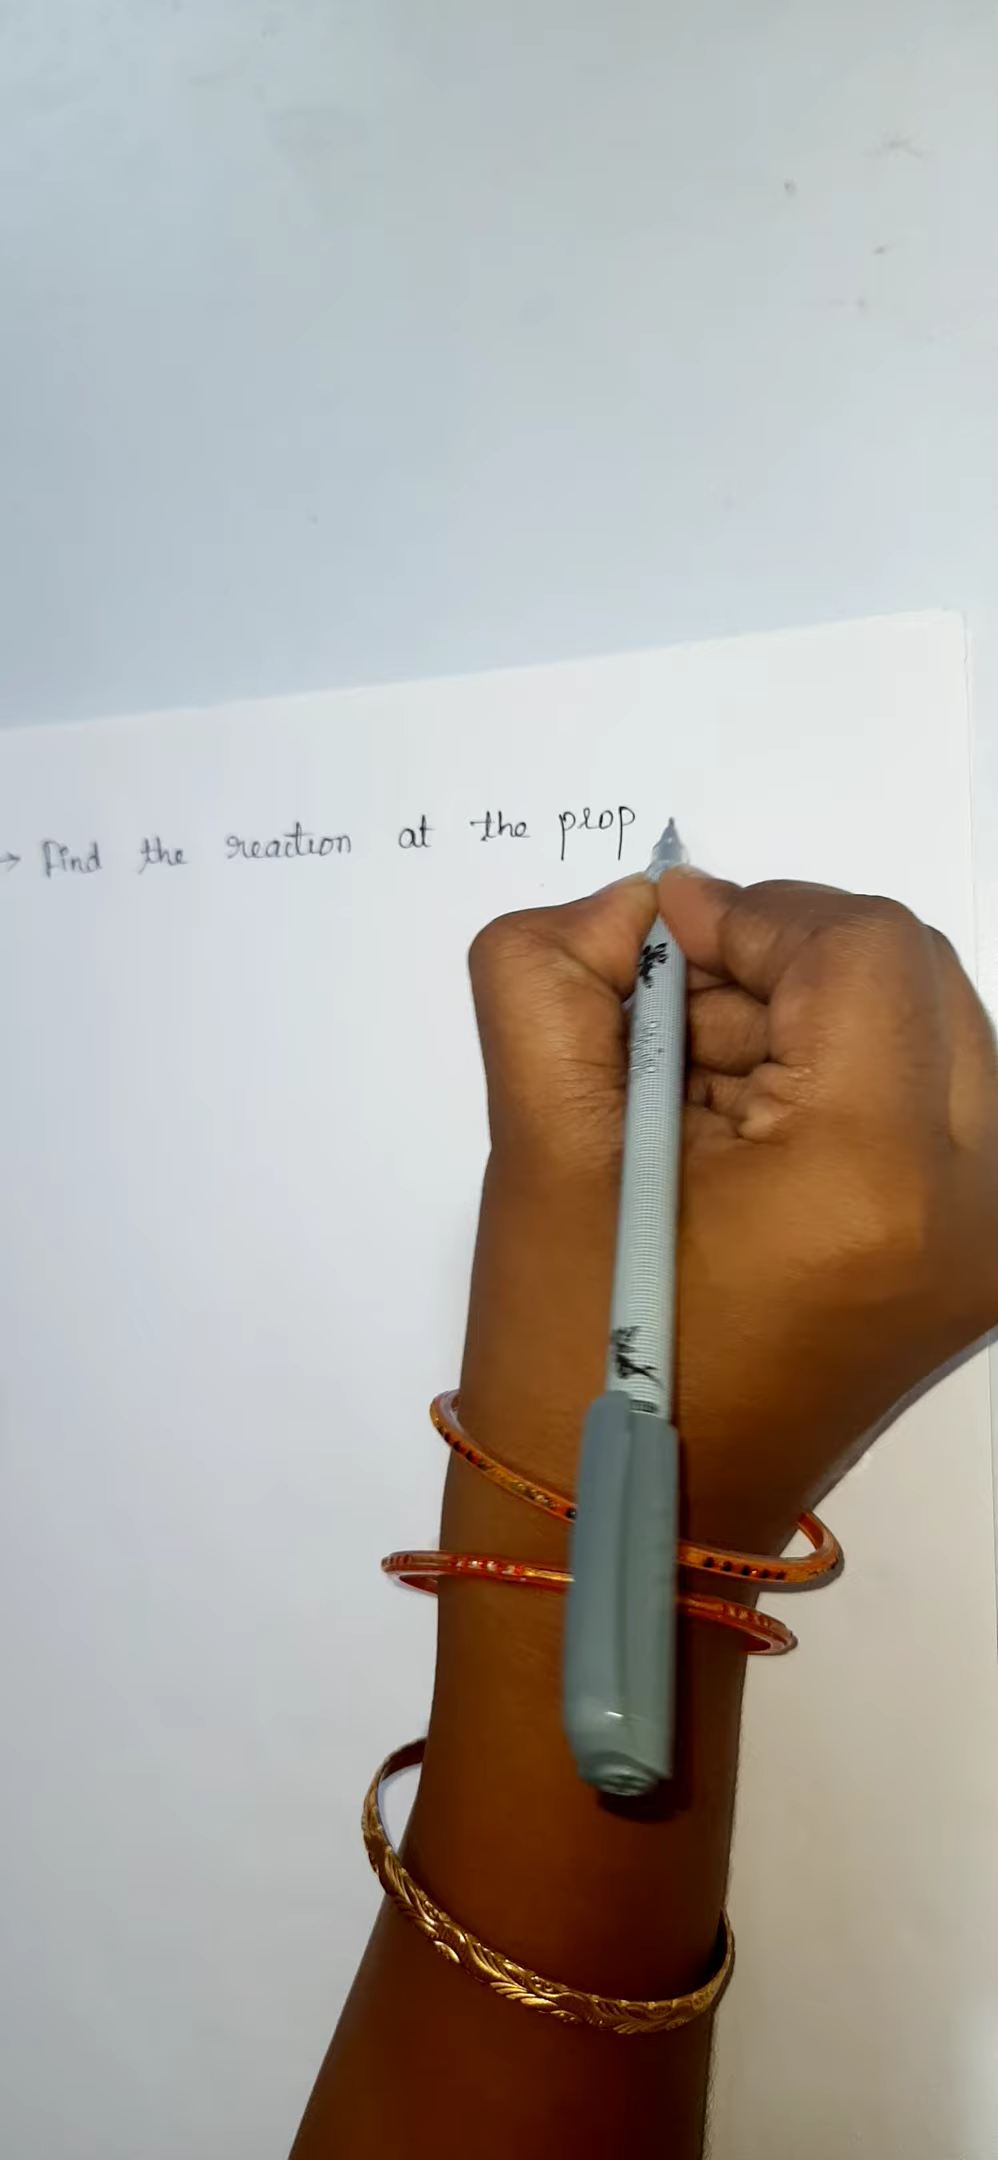 → Find the reaction at the prop